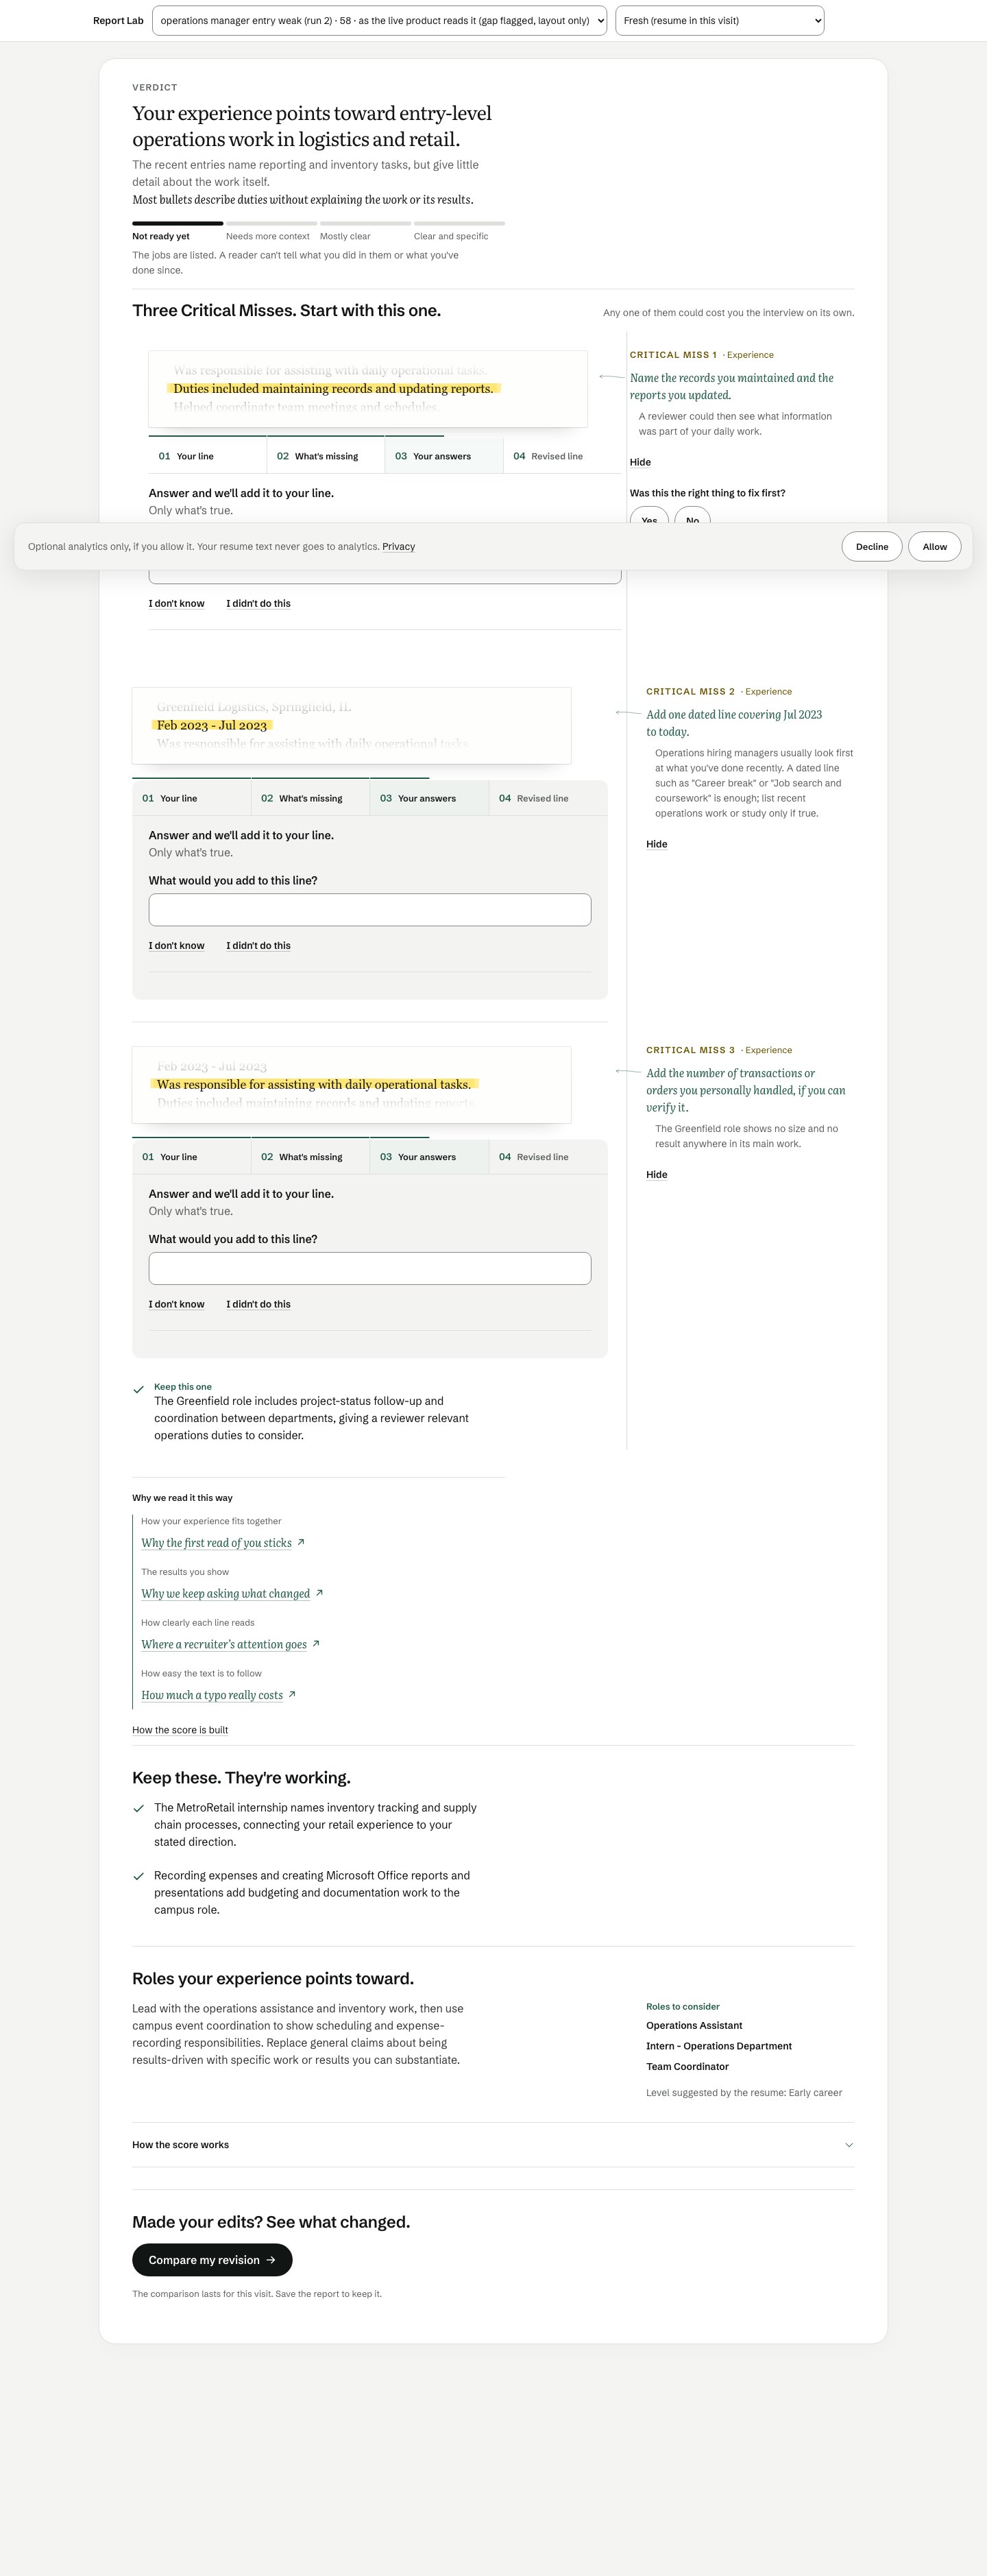 Report Lab
operations manager entry weak (run 2) · 58 · as the live product reads it (gap flagged, layout only)
Fresh (resume in this visit)
VERDICT
Your experience points toward entry-level
operations work in logistics and retail.
The recent entries name reporting and inventory tasks, but give little
detail about the work itself.
Most bullets describe duties without explaining the work or its results.
Not ready yet
Needs more context
Mostly clear
Clear and specific
The jobs are listed. A reader can't tell what you did in them or what you've
done since.
Three Critical Misses. Start with this one.
Any one of them could cost you the interview on its own.
Was responsible for assisting with daily operational tasks.
Duties included maintaining records and updating reports.
Helped coordinate team meetings and schedules.
CRITICAL MISS 1 · Experience
Name the records you maintained and the
reports you updated.
A reviewer could then see what information
was part of your daily work.
Hide
Was this the right thing to fix first?
Yes
No
01 Your line
02 What's missing
03 Your answers
04 Revised line
Answer and we'll add to your line.
Only what's true.
Optional analytics only, if you allow it. Your resume text never goes to analytics. Privacy
Decline
Allow
I don't know
I didn't do this
Greenfield Logistics, Springfield, IL
Feb 2023 - Jul 2023
Was responsible for assisting with daily operational tasks.
CRITICAL MISS 2 · Experience
Add one dated line covering Jul 2023
to today.
Operations hiring managers usually look first
at what you've done recently. A dated line
such as "Career break" or "Job search and
coursework" is enough; list recent
operations work or study only if true.
Hide
01 Your line
02 What's missing
03 Your answers
04 Revised line
Answer and we'll add to your line.
Only what's true.
What would you add to this line?
I don't know
I didn't do this
Feb 2023 - Jul 2023
Was responsible for assisting with daily operational tasks.
Duties included maintaining records and updating reports.
CRITICAL MISS 3 · Experience
Add the number of transactions or
orders you personally handled, if you can
verify it.
The Greenfield role shows no size and no
result anywhere in its main work.
Hide
01 Your line
02 What's missing
03 Your answers
04 Revised line
Answer and we'll add to your line.
Only what's true.
What would you add to this line?
I don't know
I didn't do this
Keep this one
The Greenfield role includes project-status follow-up and
coordination between departments, giving a reviewer relevant
operations duties to consider.
Why we read it this way
How your experience fits together
Why the first read of you sticks ↗
The results you show
Why we keep asking what changed ↗
How clearly each line reads
Where a recruiter's attention goes ↗
How easy the text is to follow
How much a typo really costs ↗
How the score is built
Keep these. They're working.
The MetroRetail internship names inventory tracking and supply
chain processes, connecting your retail experience to your
stated direction.
Recording expenses and creating Microsoft Office reports and
presentations add budgeting and documentation work to the
campus role.
Roles your experience points toward.
Lead with the operations assistance and inventory work, then use
campus event coordination to show scheduling and expense-
recording responsibilities. Replace general claims about being
results-driven with specific work or results you can substantiate.
Roles to consider
Operations Assistant
Intern - Operations Department
Team Coordinator
Level suggested by the resume: Early career
How the score works
Made your edits? See what changed.
Compare my revision →
The comparison lasts for this visit. Save the report to keep it.